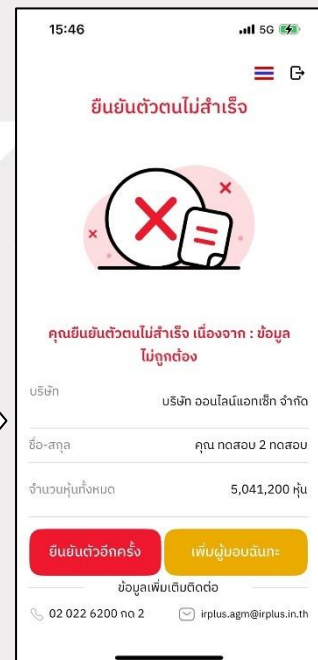 15:46
5G
ยืนยันตัวตนไม่สำเร็จ
คุณยืนยันตัวตนไม่สำเร็จ เนื่องจาก : ข้อมูล
ไม่ถูกต้อง
บริษัท
บริษัท ออนไลน์แอทเซ็ท จำกัด
ชื่อ-สกุล คุณ ทดสอบ 2 ทดสอบ
จำนวนหุ้นทั้งหมด 5,041,200 หุ้น
ยืนยันตัวอีกครั้ง เพิ่มผู้มอบฉันทะ
ข้อมูลเพิ่มเติมติดต่อ
02 022 6200 กด 2 irplus.agm@irplus.in.th